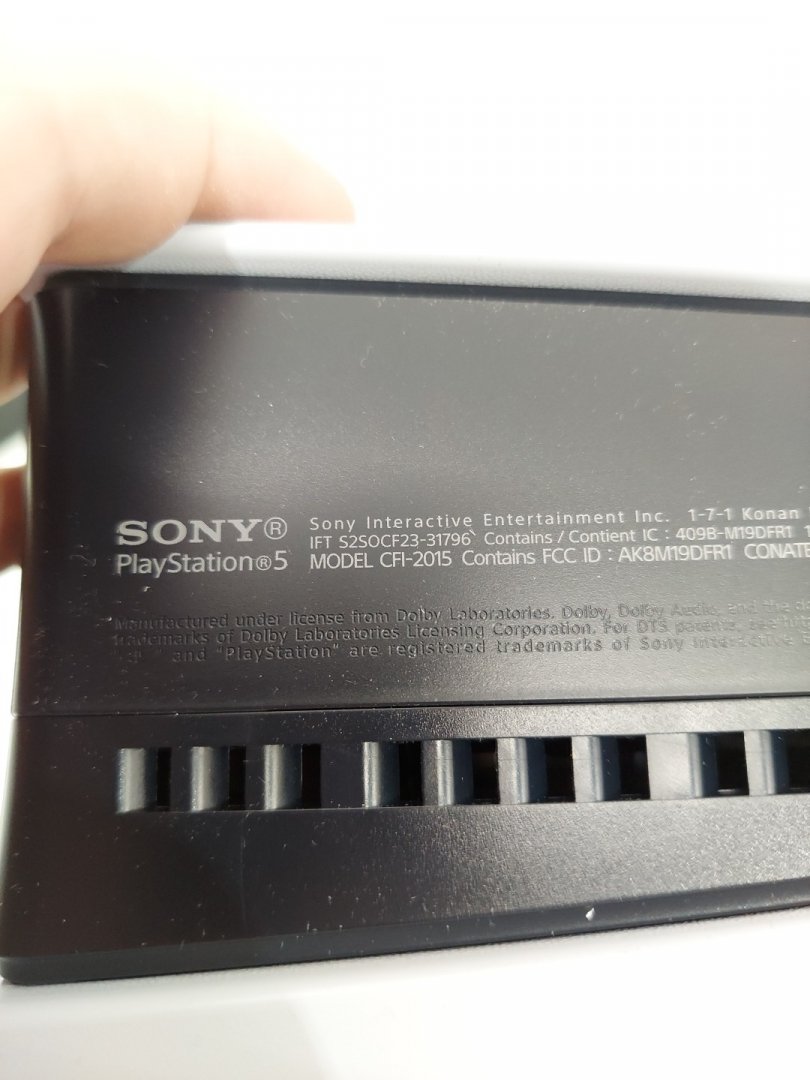 SONY®
PlayStation®5
Sony Interactive Entertainment Inc. 1-7-1 Konan
IFT S2SOCF23-31796 Contains / Contient IC : 409B-M19DFR1
MODEL CFI-2015 Contains FCC ID : AK8M19DFR1
Manufactured under license from Dolby Laboratories. Dolby, Dolby Audio, and the
trademarks of Dolby Laboratories Licensing Corporation. For DTS patents, see
" and "PlayStation" are registered trademarks of Sony Interactive